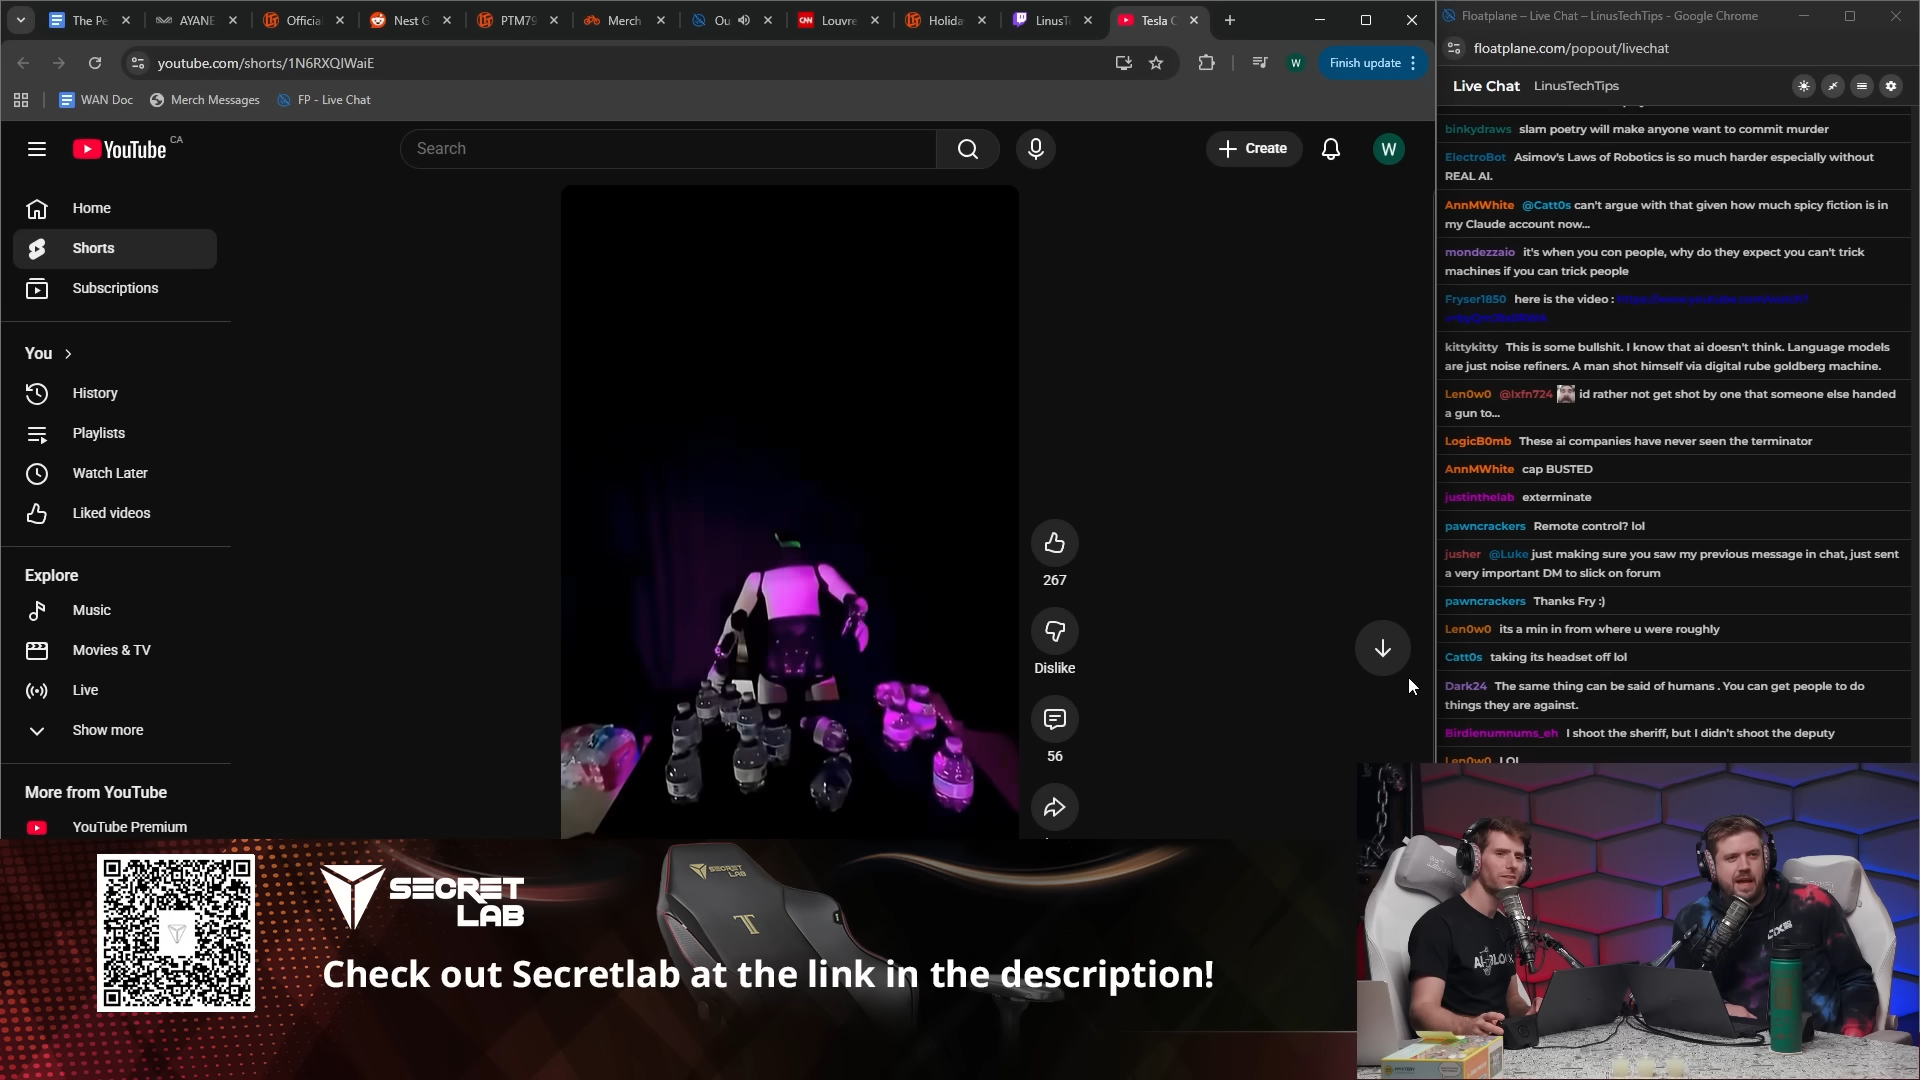 The Pe
AYANE
Official
Nest G
PTM79
Merch
Ou
Louvre
Holida
LinusT
Tesla C
Floatplane – Live Chat – LinusTechTips - Google Chrome
youtube.com/shorts/1N6RXQIWaiE
W
Finish update
floatplane.com/popout/livechat
WAN Doc
Merch Messages
FP - Live Chat
Live Chat LinusTechTips
YouTube CA
Search
Create
W
Home
Shorts
Subscriptions
You
History
Playlists
Watch Later
Liked videos
Explore
Music
Movies & TV
Live
Show more
More from YouTube
YouTube Premium
267
Dislike
56
binkydraws slam poetry will make anyone want to commit murder
ElectroBot Asimov's Laws of Robotics is so much harder especially without
REAL AI.
AnnMWhite @Catt0s can't argue with that given how much spicy fiction is in
my Claude account now...
mondezzaio it's when you con people, why do they expect you can't trick
machines if you can trick people
Fryser1850 here is the video :
kittykitty This is some bullshit. I know that ai doesn't think. Language models
are just noise refiners. A man shot himself via digital rube goldberg machine.
Len0w0 @lxfn724 id rather not get shot by one that someone else handed
a gun to...
LogicB0mb These ai companies have never seen the terminator
AnnMWhite cap BUSTED
justinthelab exterminate
pawncrackers Remote control? lol
jusher @Luke just making sure you saw my previous message in chat, just sent
a very important DM to slick on forum
pawncrackers Thanks Fry :)
Len0w0 its a min in from where u were roughly
Catt0s taking its headset off lol
Dark24 The same thing can be said of humans . You can get people to do
things they are against.
Birdienumnums_eh I shoot the sheriff, but I didn't shoot the deputy
Len0w0 LOL
SECRET
LAB
SECRET
LAB
Check out Secretlab at the link in the description!